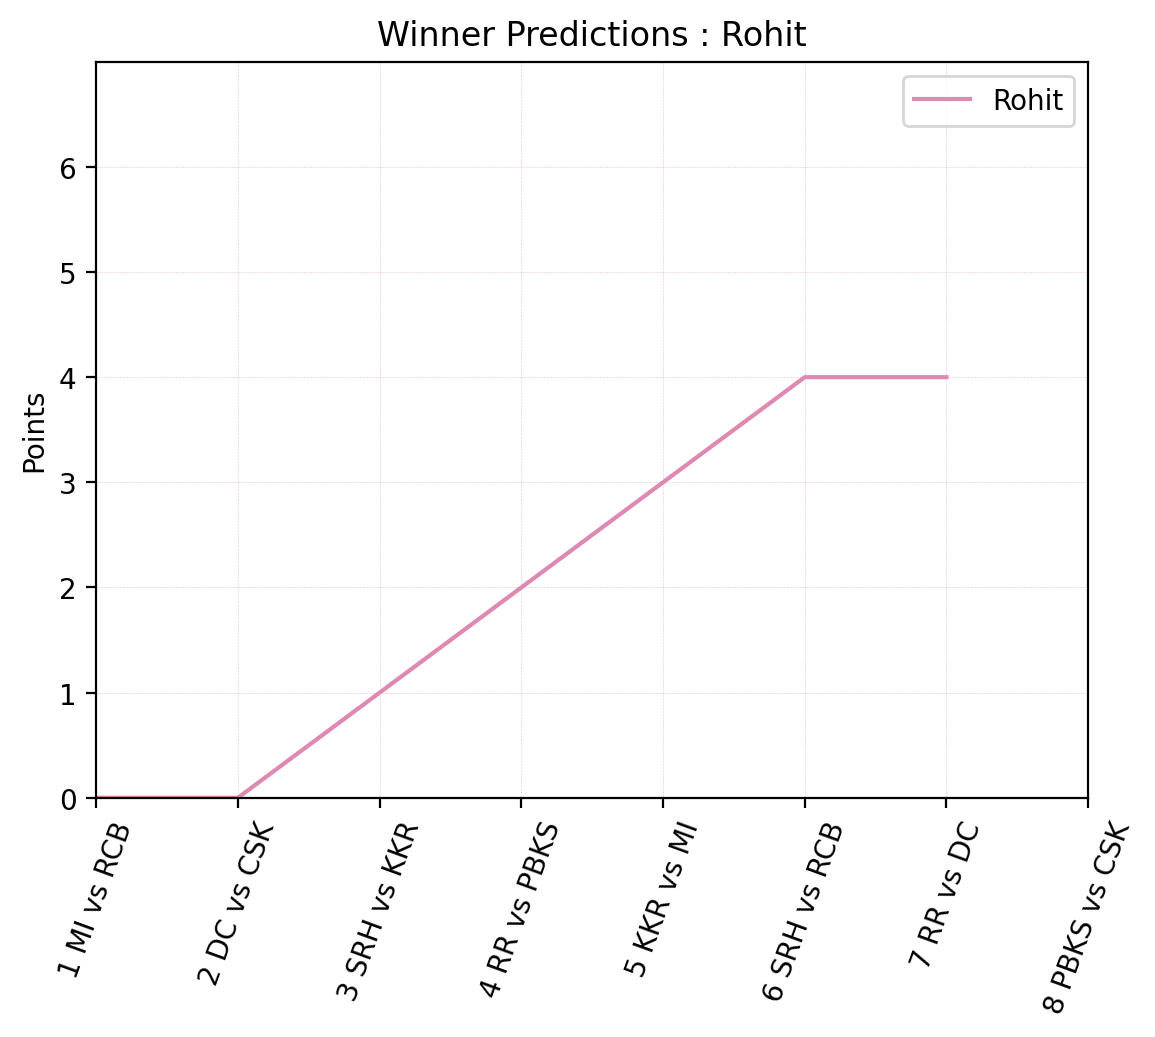 Winner Predictions : Rohit
Rohit
Points
6
5
4
3
2
1
0
1 MI vs RCB
2 DC vs CSK
3 SRH vs KKR
4 RR vs PBKS
5 KKR vs MI
6 SRH vs RCB
7 RR vs DC
8 PBKS vs CSK